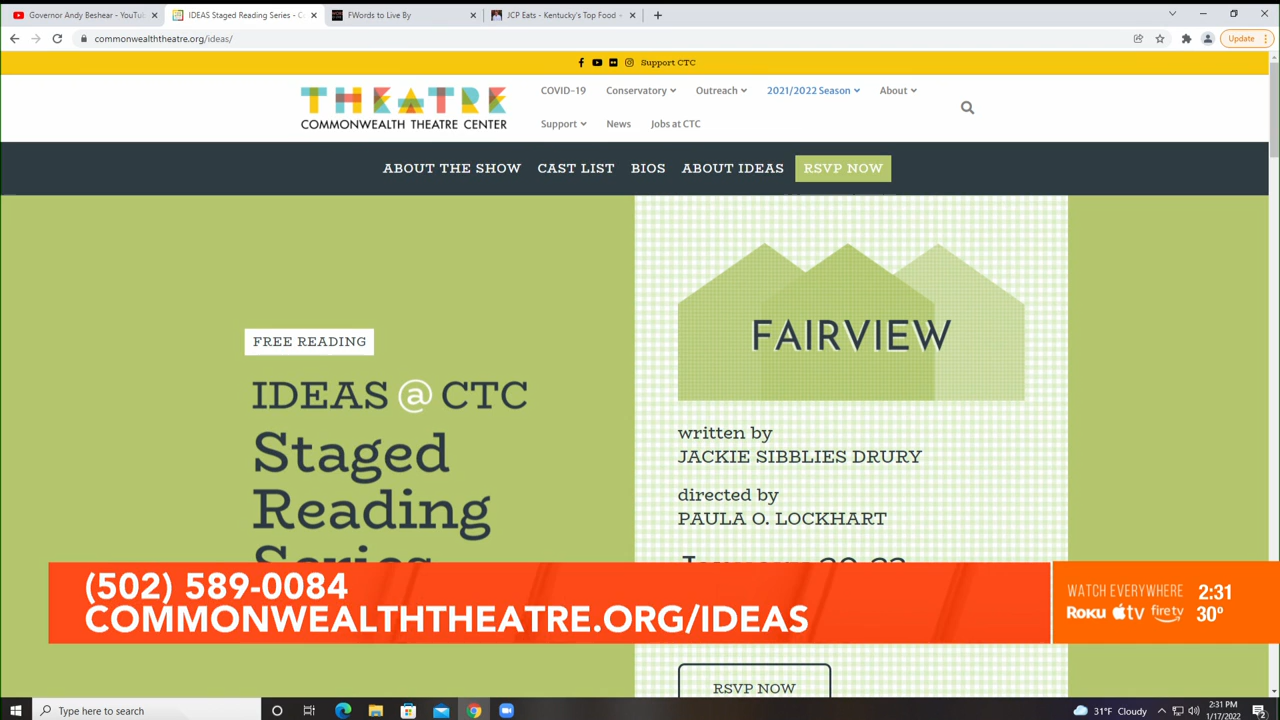 Governor Andy Beshear - YouTu
IDEAS Staged Reading Series - C
FWords to Live By
JCP Eats - Kentucky's Top Food
commonwealththeatre.org/ideas/
Update
Support CTC
THEATRE
COMMONWEALTH THEATRE CENTER
COVID-19
Conservatory
Outreach
2021/2022 Season
About
Support
News
Jobs at CTC
ABOUT THE SHOW
CAST LIST
BIOS
ABOUT IDEAS
RSVP NOW
FREE READING
IDEAS @ CTC
Staged
Reading
Series
FAIRVIEW
written by
JACKIE SIBBLIES DRURY
directed by
PAULA O. LOCKHART
RSVP NOW
(502) 589-0084
COMMONWEALTHTHEATRE.ORG/IDEAS
WATCH EVERYWHERE
Roku tv firetv
2:31
30º
Type here to search
31°F Cloudy
2:31 PM
1/17/2022
2